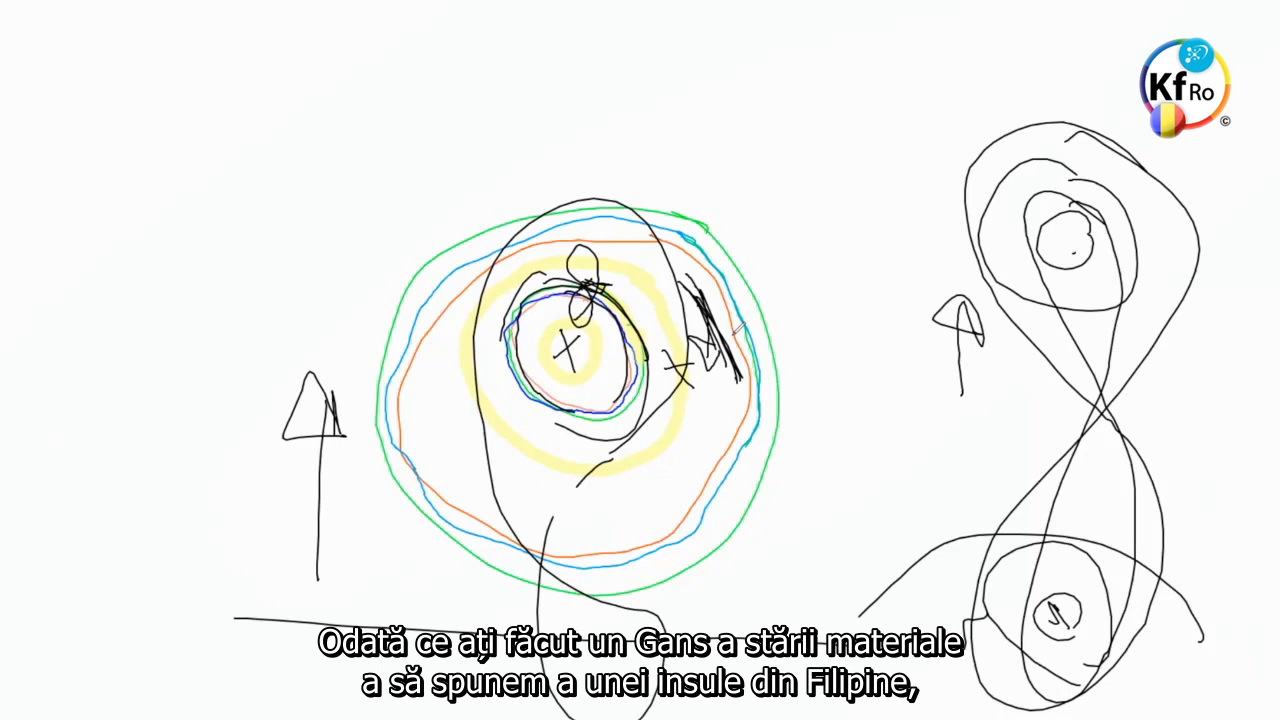 Kf Ro
©
Odată ce ați făcut un Gans a stării materiale
a să spunem a unei insule din Filipine,